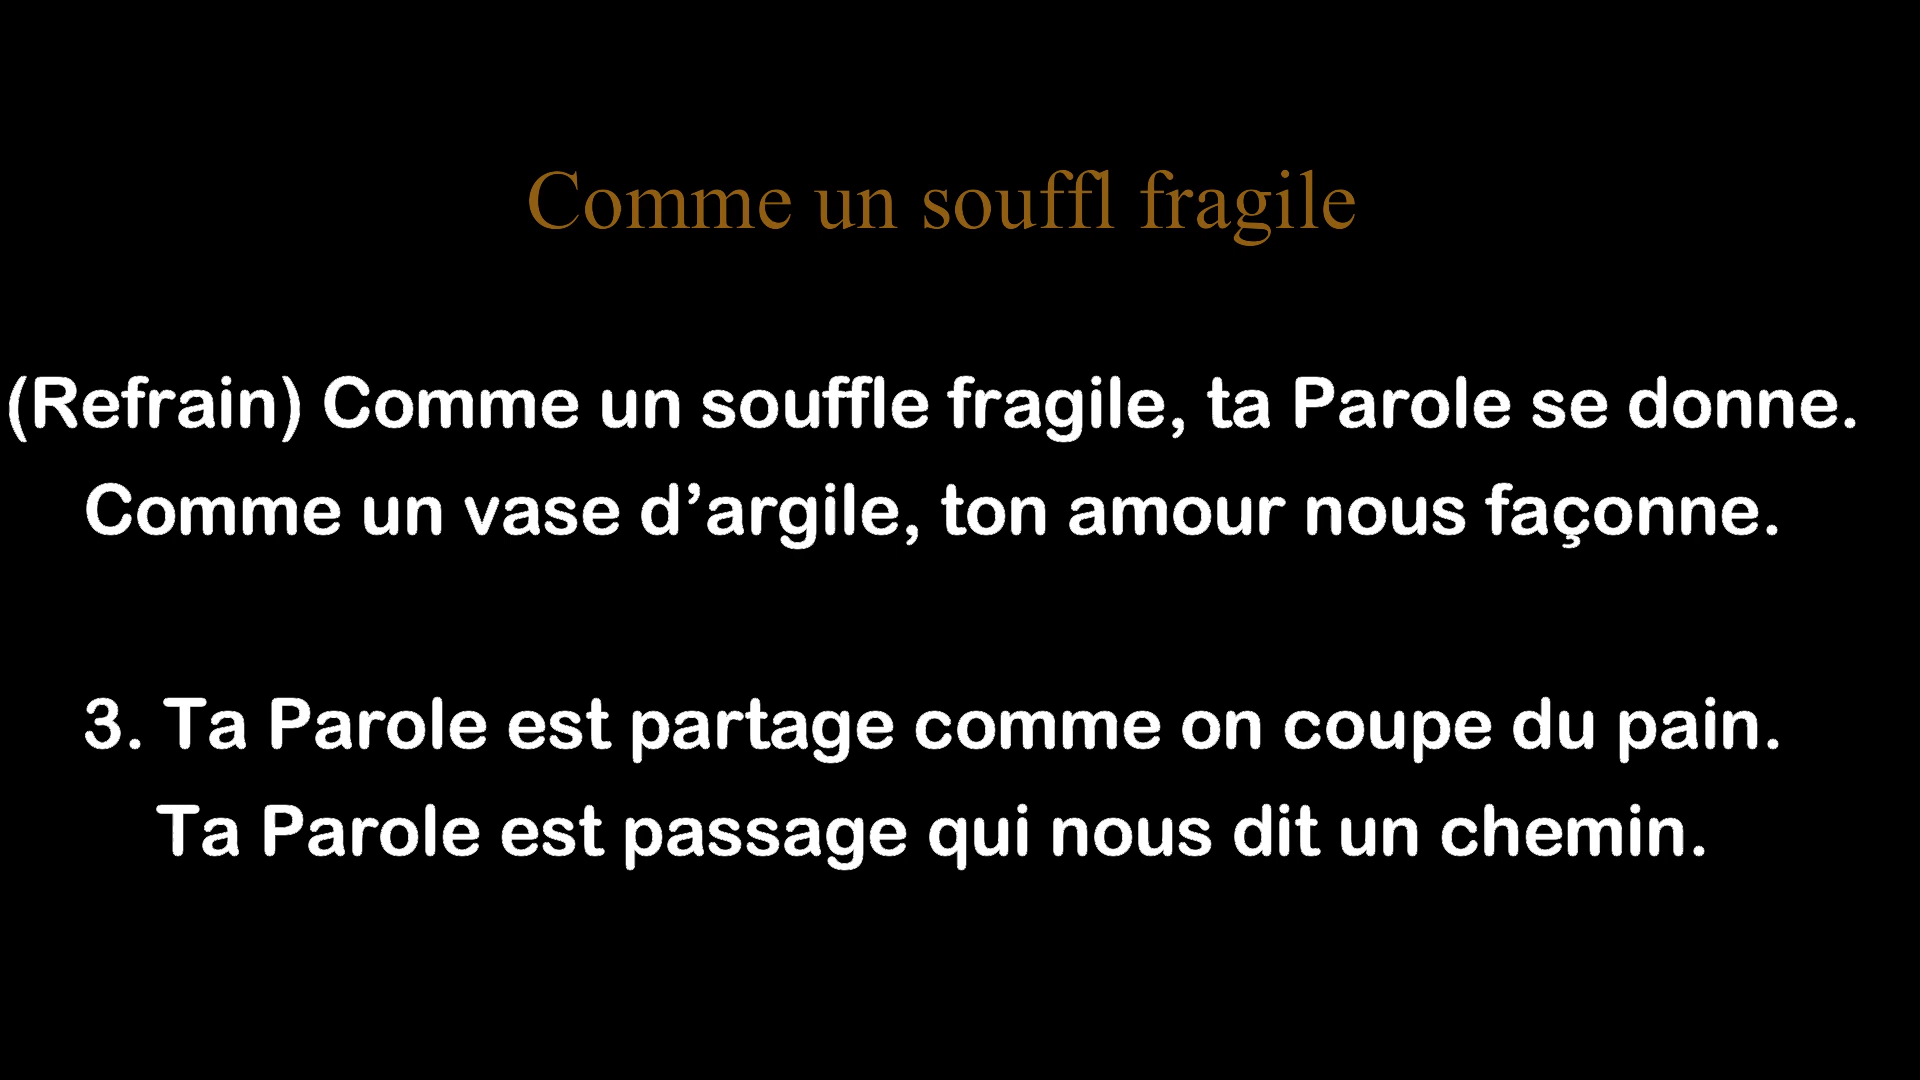 Comme un souffl fragile
(Refrain) Comme un souffle fragile, ta Parole se donne.
Comme un vase d’argile, ton amour nous façonne.
3. Ta Parole est partage comme on coupe du pain.
Ta Parole est passage qui nous dit un chemin.